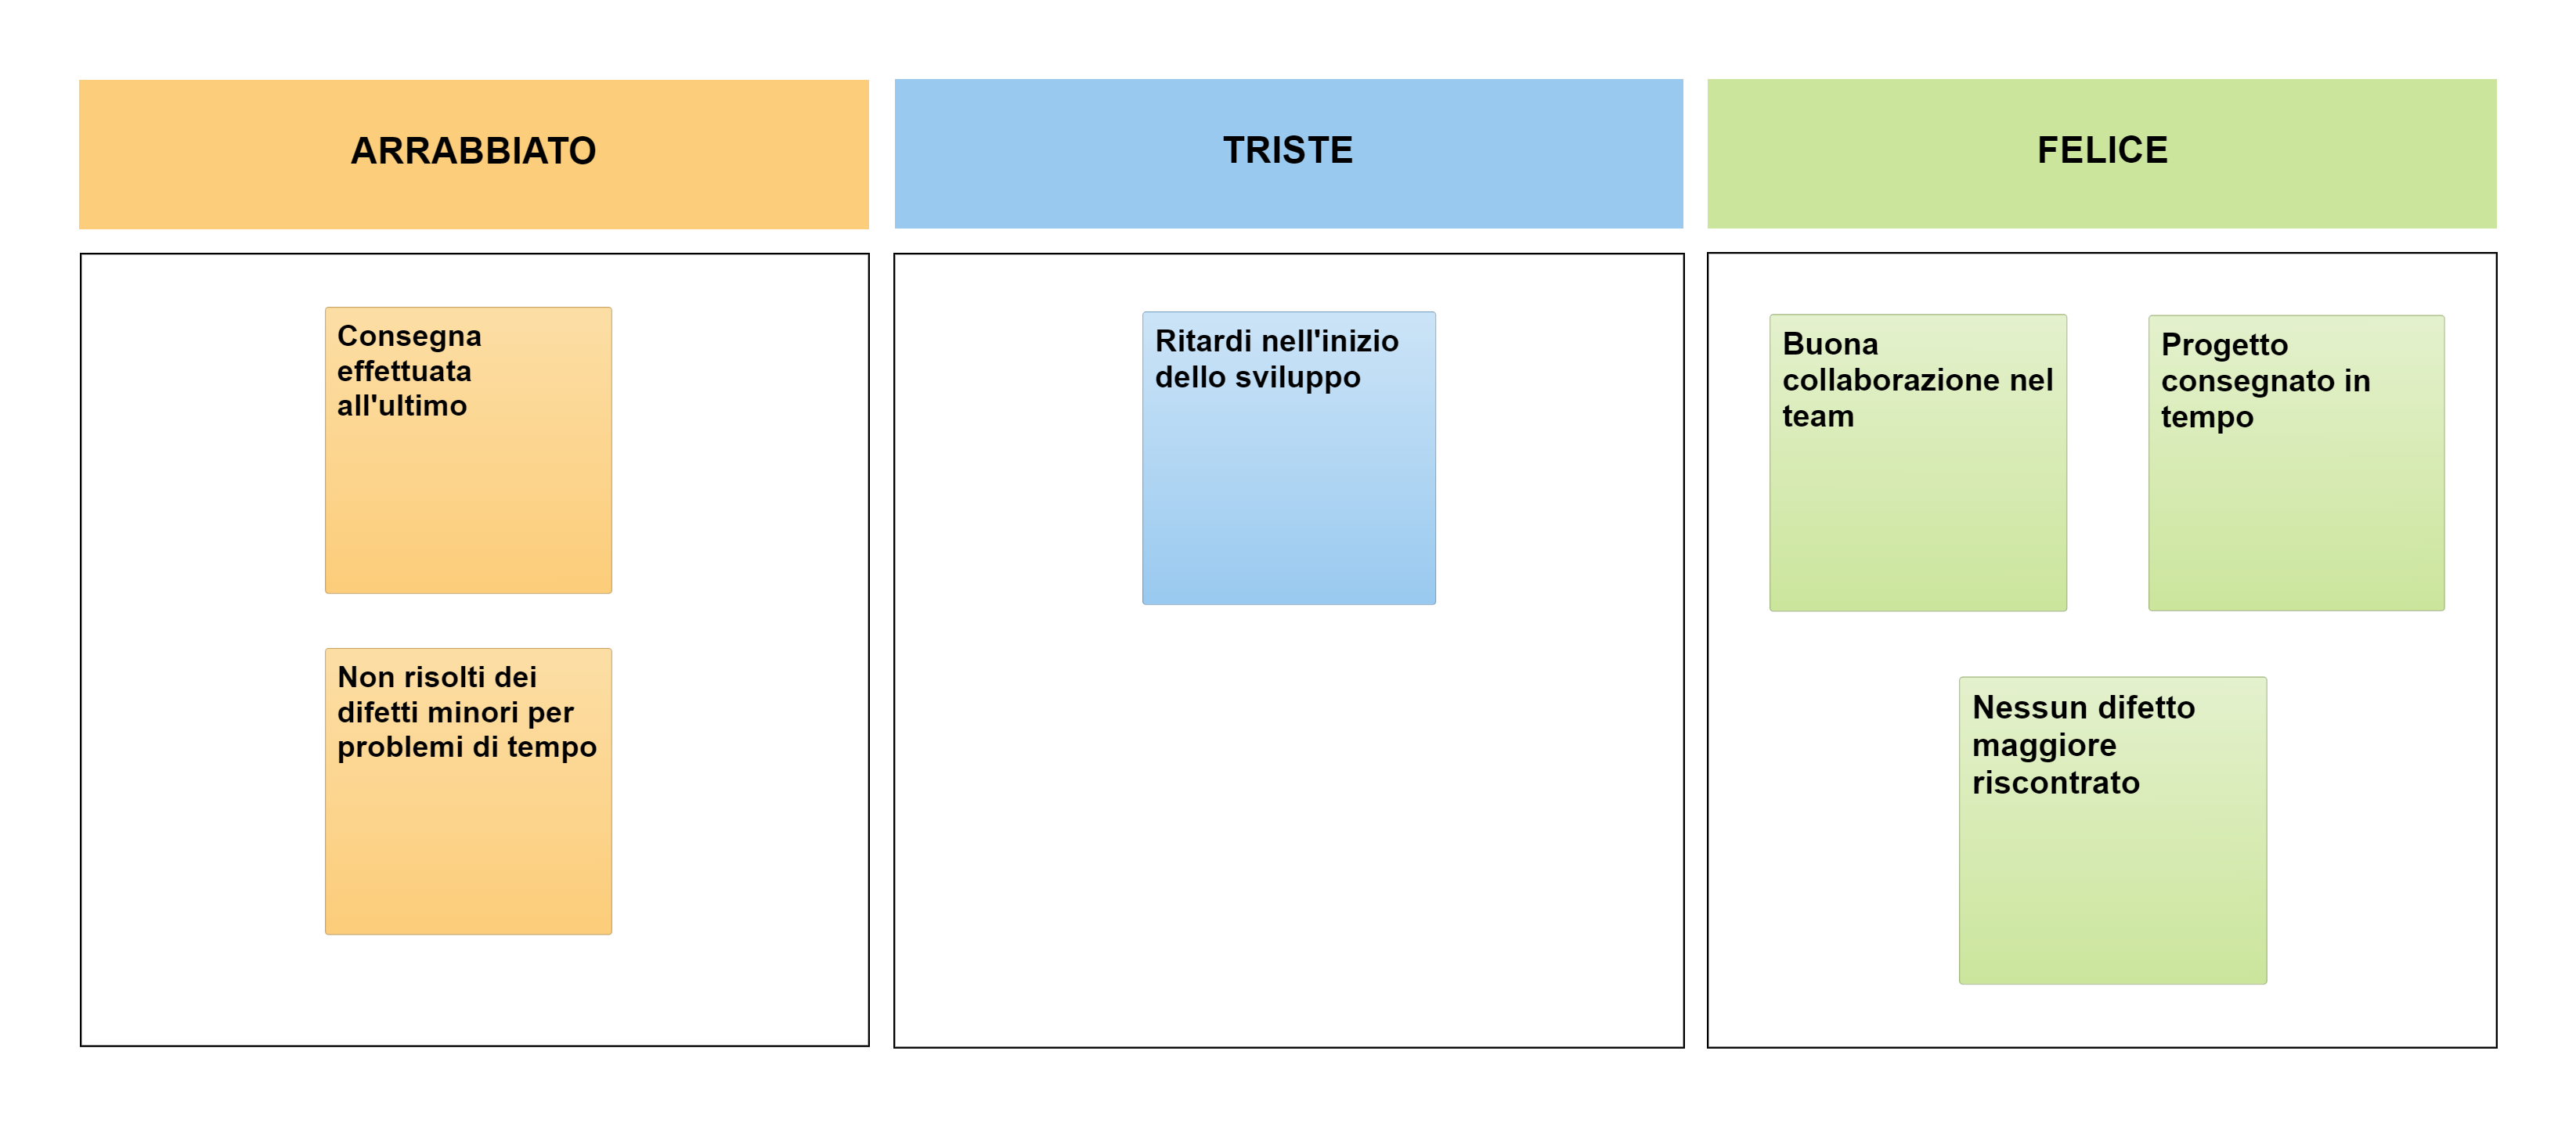 ARRABBIATO
TRISTE
FELICE
Consegna
effettuata
all'ultimo
Non risolti dei
difetti minori per
problemi di tempo
Ritardi nell'inizio
dello sviluppo
Buona
collaborazione nel
team
Progetto
consegnato in
tempo
Nessun difetto
maggiore
riscontrato